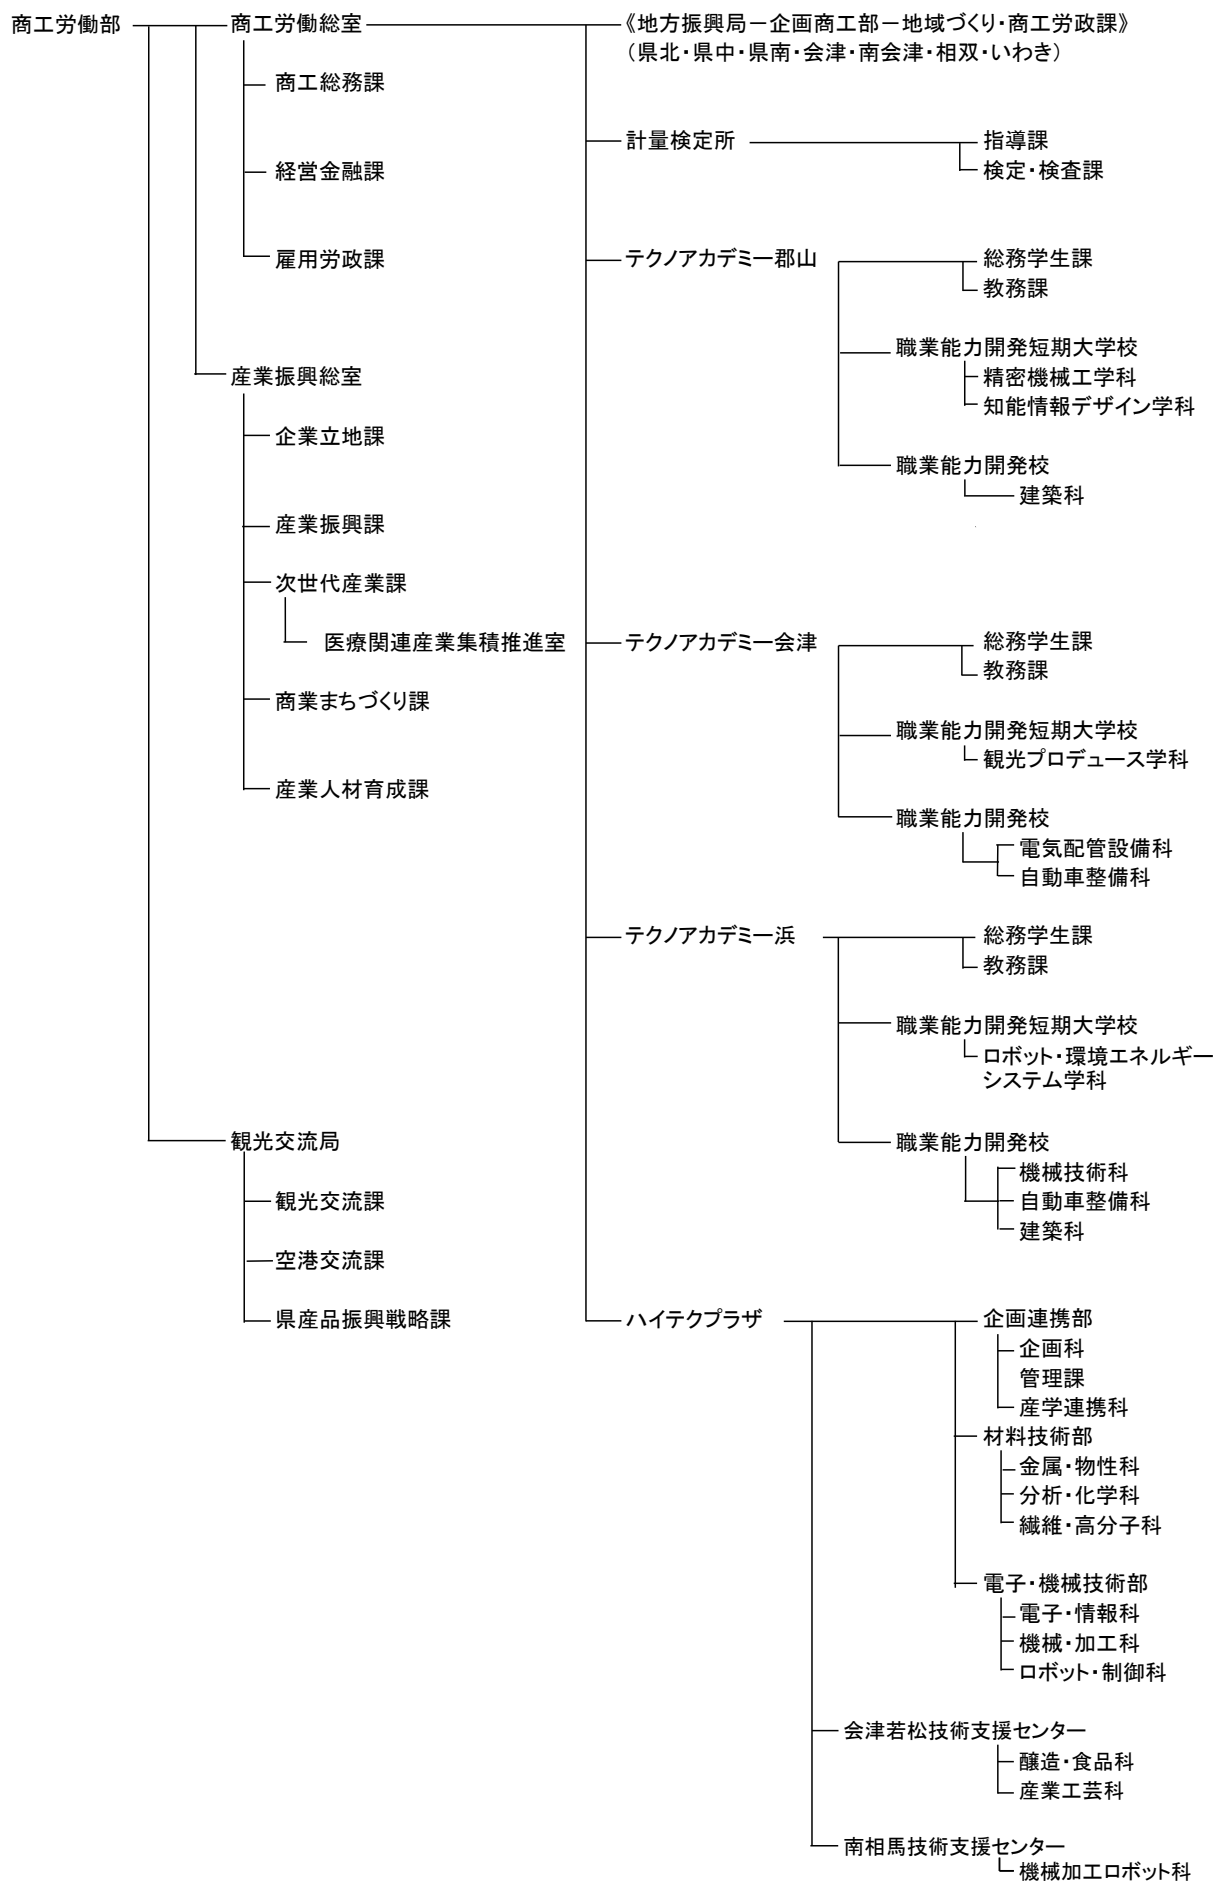 商工労働部
商工労働総室
商工総務課
経営金融課
雇用労政課
産業振興総室
企業立地課
産業振興課
次世代産業課
医療関連産業集積推進室
商業まちづくり課
産業人材育成課
観光交流局
観光交流課
空港交流課
県産品振興戦略課
《地方振興局－企画商工部－地域づくり・商工労政課》
（県北・県中・県南・会津・南会津・相双・いわき）
計量検定所
指導課
検定・検査課
テクノアカデミー郡山
総務学生課
教務課
職業能力開発短期大学校
精密機械工学科
知能情報デザイン学科
職業能力開発校
建築科
テクノアカデミー会津
総務学生課
教務課
職業能力開発短期大学校
観光プロデュース学科
職業能力開発校
電気配管設備科
自動車整備科
テクノアカデミー浜
総務学生課
教務課
職業能力開発短期大学校
ロボット・環境エネルギー
システム学科
職業能力開発校
機械技術科
自動車整備科
建築科
ハイテクプラザ
企画連携部
企画科
管理課
産学連携科
材料技術部
金属・物性科
分析・化学科
繊維・高分子科
電子・機械技術部
電子・情報科
機械・加工科
ロボット・制御科
会津若松技術支援センター
醸造・食品科
産業工芸科
南相馬技術支援センター
機械加工ロボット科